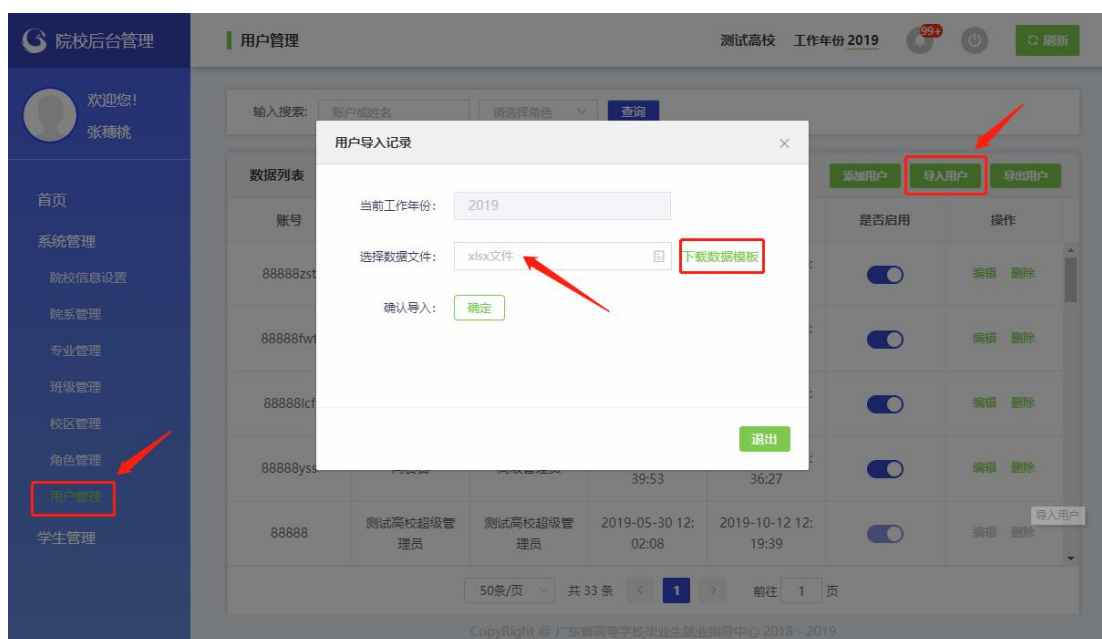 院校后台管理
用户管理
测试高校 工作年份 2019
99+
刷新
欢迎您!
张穗桃
输入搜索: 账户或姓名 请选择角色 查询
用户导入记录
数据列表
添加用户 导入用户 导出用户
首页
当前工作年份: 2019
账号
是否启用 操作
系统管理
选择数据文件: xlsx文件 下载数据模板
院校信息设置
88888zst
编辑 删除
确认导入: 确定
院系管理
88888fwt
编辑 删除
专业管理
班级管理
88888lcf
编辑 删除
校区管理
退出
角色管理
88888yss
39:53
36:27
编辑 删除
用户管理
导入用户
学生管理
88888
测试高校超级管
理员
测试高校超级管
理员
2019-05-30 12:
02:08
2019-10-12 12:
19:39
编辑 删除
50条/页 共 33 条 < 1 > 前往 1 页
CopyRight @ 广东省高等学校毕业生就业指导中心 2018 - 2019